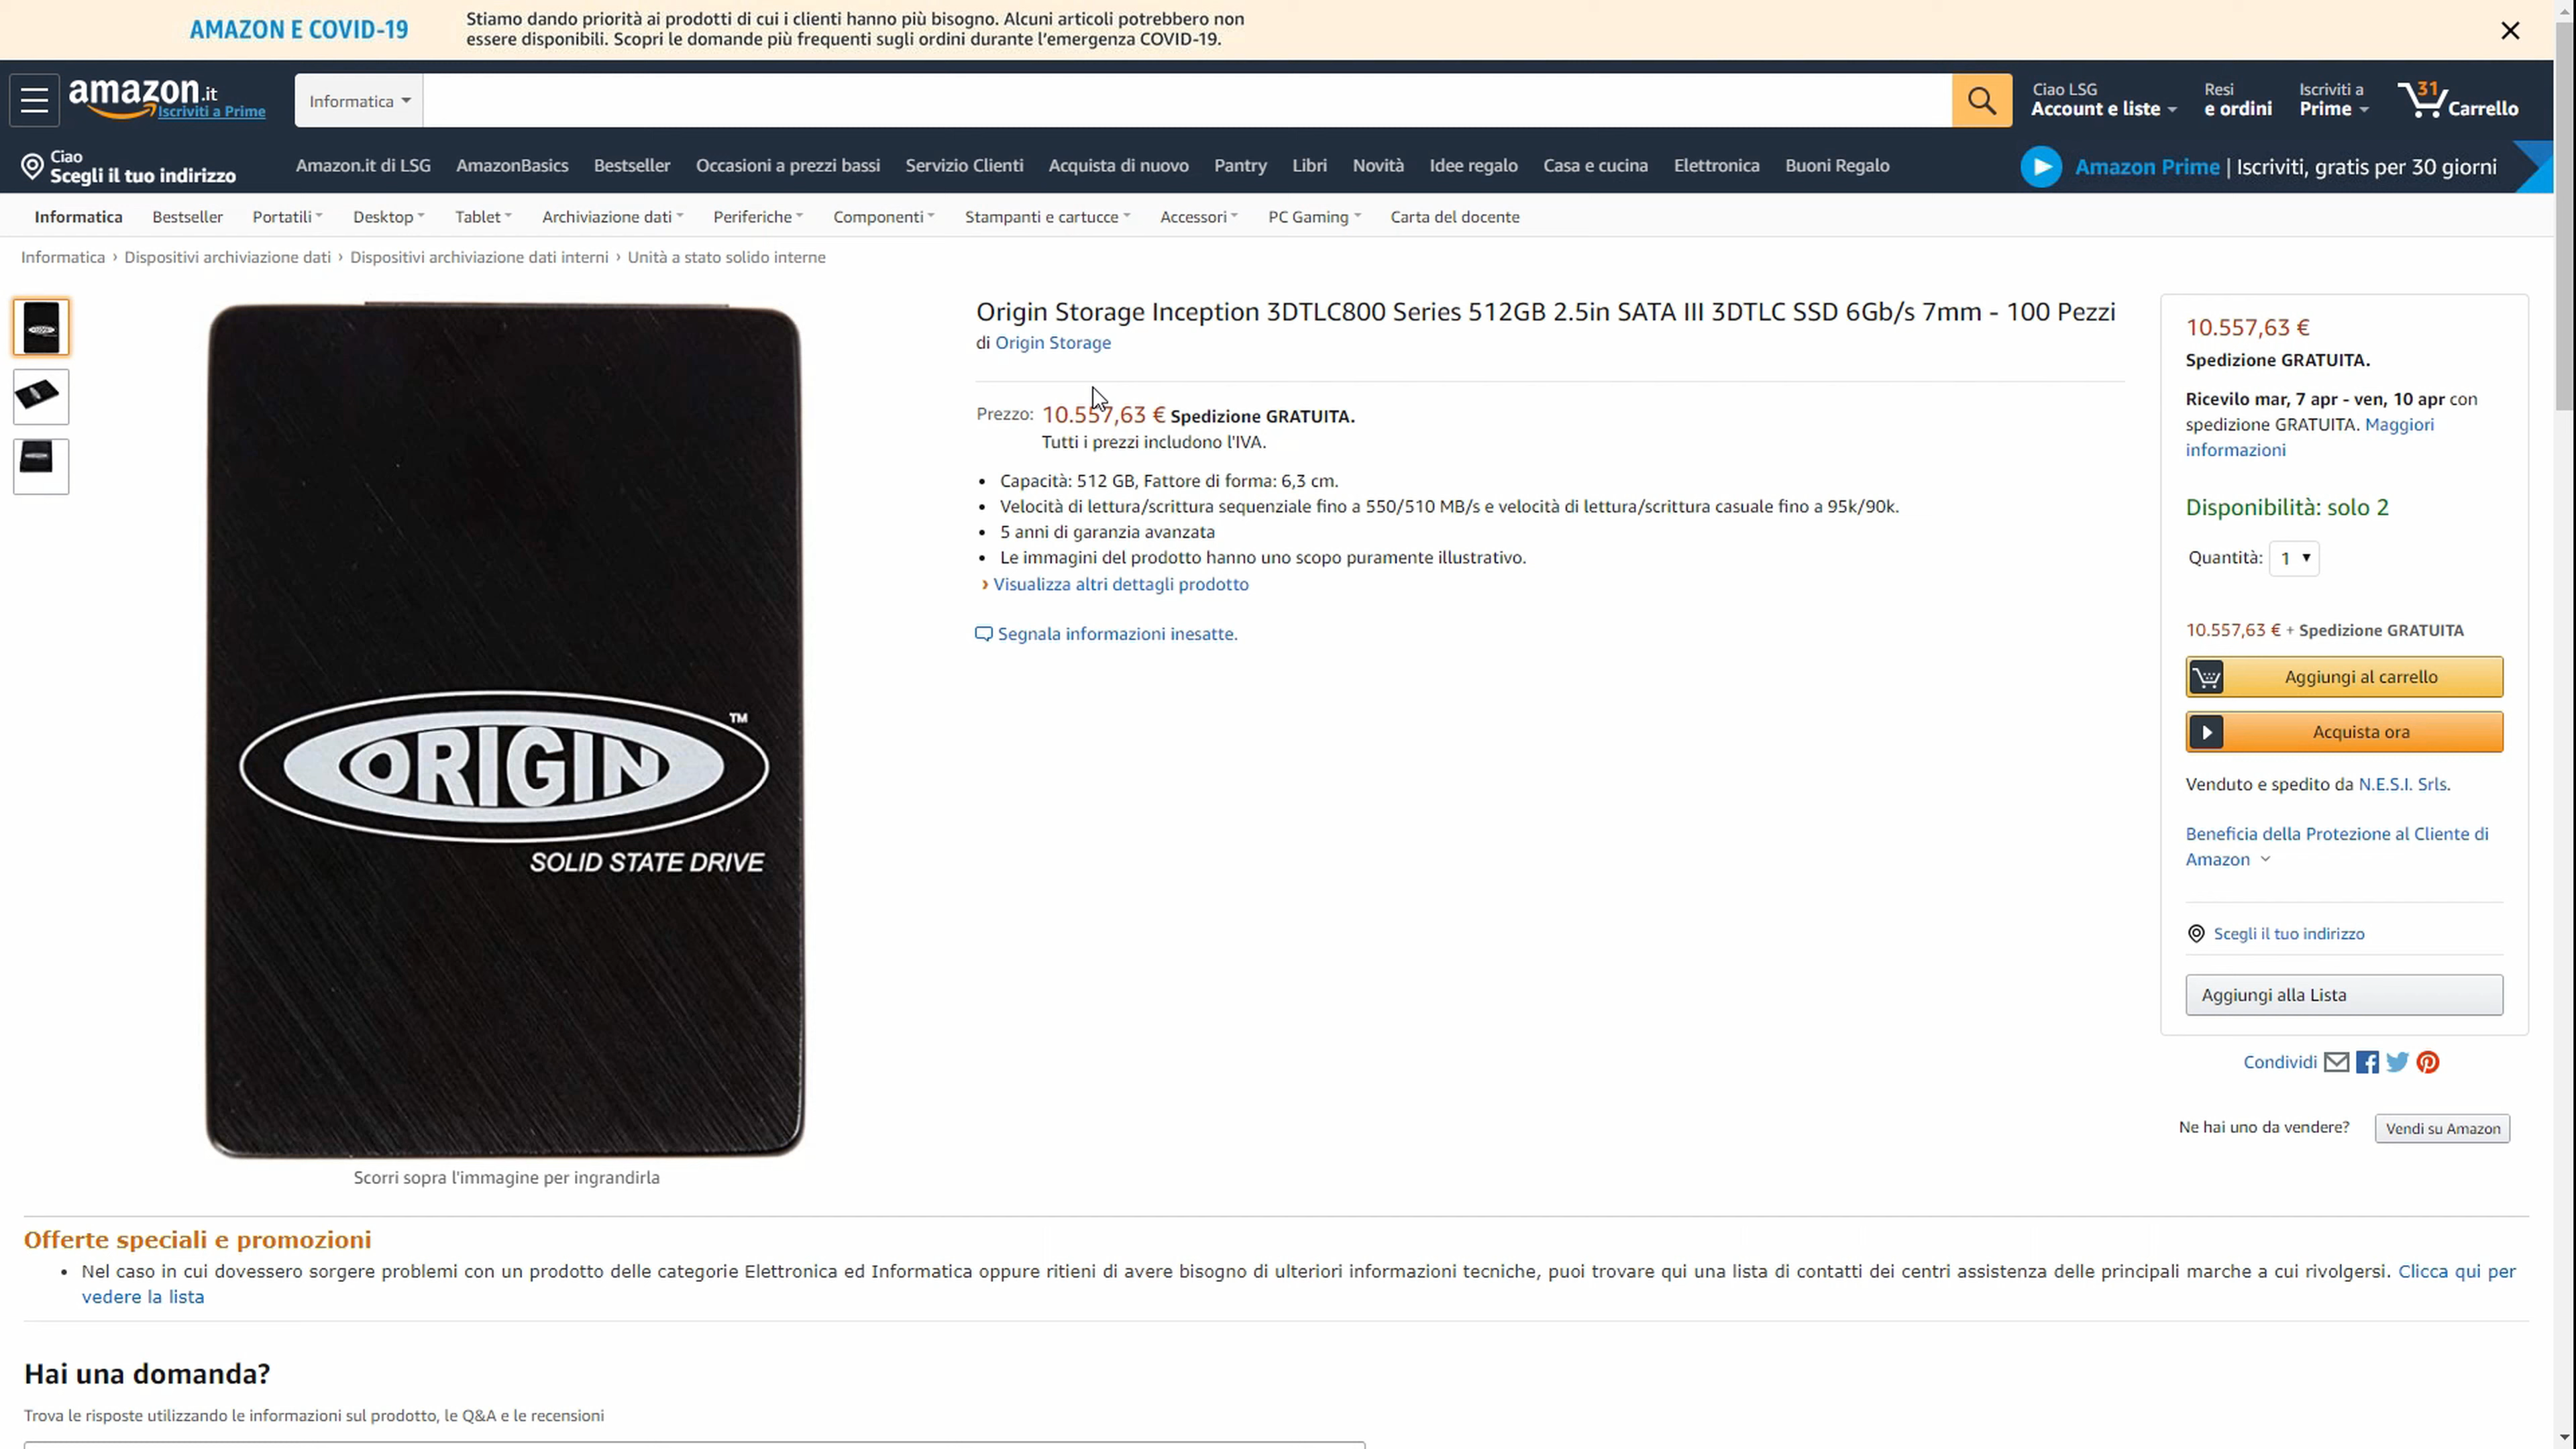 AMAZON E COVID-19
Stiamo dando priorità ai prodotti di cui i clienti hanno più bisogno. Alcuni articoli potrebbero non
essere disponibili. Scopri le domande più frequenti sugli ordini durante l'emergenza COVID-19.
amazon.it
Iscriviti a Prime
Informatica
Ciao LSG
Account e liste
Resi
e ordini
Iscriviti a
Prime
31
Carrello
Ciao
Scegli il tuo indirizzo
Amazon.it di LSG
AmazonBasics
Bestseller
Occasioni a prezzi bassi
Servizio Clienti
Acquista di nuovo
Pantry
Libri
Novità
Idee regalo
Casa e cucina
Elettronica
Buoni Regalo
Amazon Prime | Iscriviti, gratis per 30 giorni
Informatica
Bestseller
Portatili
Desktop
Tablet
Archiviazione dati
Periferiche
Componenti
Stampanti e cartucce
Accessori
PC Gaming
Carta del docente
Informatica › Dispositivi archiviazione dati › Dispositivi archiviazione dati interni › Unità a stato solido interne
ORIGIN
TM
SOLID STATE DRIVE
Scorri sopra l'immagine per ingrandirla
Origin Storage Inception 3DTLC800 Series 512GB 2.5in SATA III 3DTLC SSD 6Gb/s 7mm - 100 Pezzi
di Origin Storage
Prezzo: 10.557,63 € Spedizione GRATUITA.
Tutti i prezzi includono l'IVA.
• Capacità: 512 GB, Fattore di forma: 6,3 cm.
• Velocità di lettura/scrittura sequenziale fino a 550/510 MB/s e velocità di lettura/scrittura casuale fino a 95k/90k.
• 5 anni di garanzia avanzata
• Le immagini del prodotto hanno uno scopo puramente illustrativo.
› Visualizza altri dettagli prodotto
Segnala informazioni inesatte.
10.557,63 €
Spedizione GRATUITA.
Ricevilo mar, 7 apr - ven, 10 apr con
spedizione GRATUITA. Maggiori
informazioni
Disponibilità: solo 2
Quantità: 1
10.557,63 € + Spedizione GRATUITA
Aggiungi al carrello
Acquista ora
Venduto e spedito da N.E.S.I. Srls.
Beneficia della Protezione al Cliente di
Amazon
Scegli il tuo indirizzo
Aggiungi alla Lista
Condividi
Ne hai uno da vendere?
Vendi su Amazon
Offerte speciali e promozioni
• Nel caso in cui dovessero sorgere problemi con un prodotto delle categorie Elettronica ed Informatica oppure ritieni di avere bisogno di ulteriori informazioni tecniche, puoi trovare qui una lista di contatti dei centri assistenza delle principali marche a cui rivolgersi. Clicca qui per
vedere la lista
Hai una domanda?
Trova le risposte utilizzando le informazioni sul prodotto, le Q&A e le recensioni